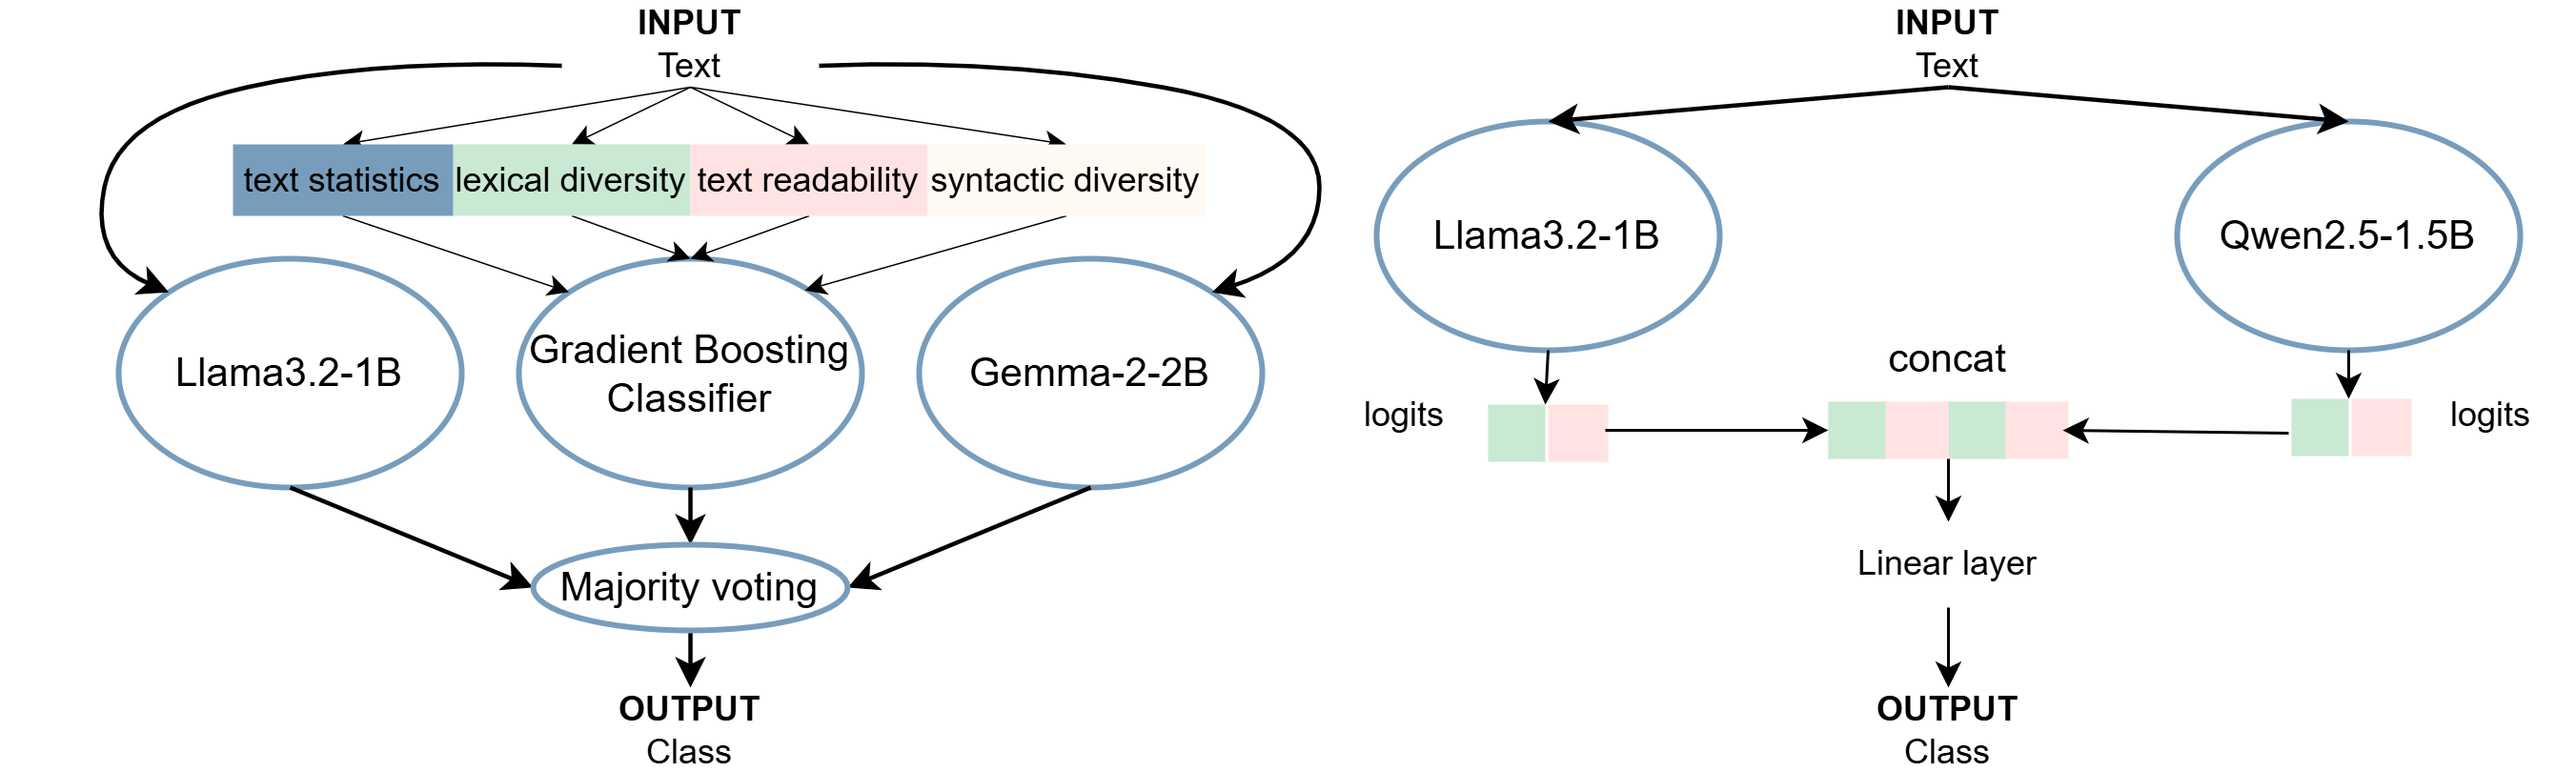 INPUT
Text
text statistics
lexical diversity
text readability
syntactic diversity
Llama3.2-1B
Gradient Boosting
Classifier
Gemma-2-2B
Majority voting
OUTPUT
Class
INPUT
Text
Llama3.2-1B
Qwen2.5-1.5B
concat
logits
logits
Linear layer
OUTPUT
Class